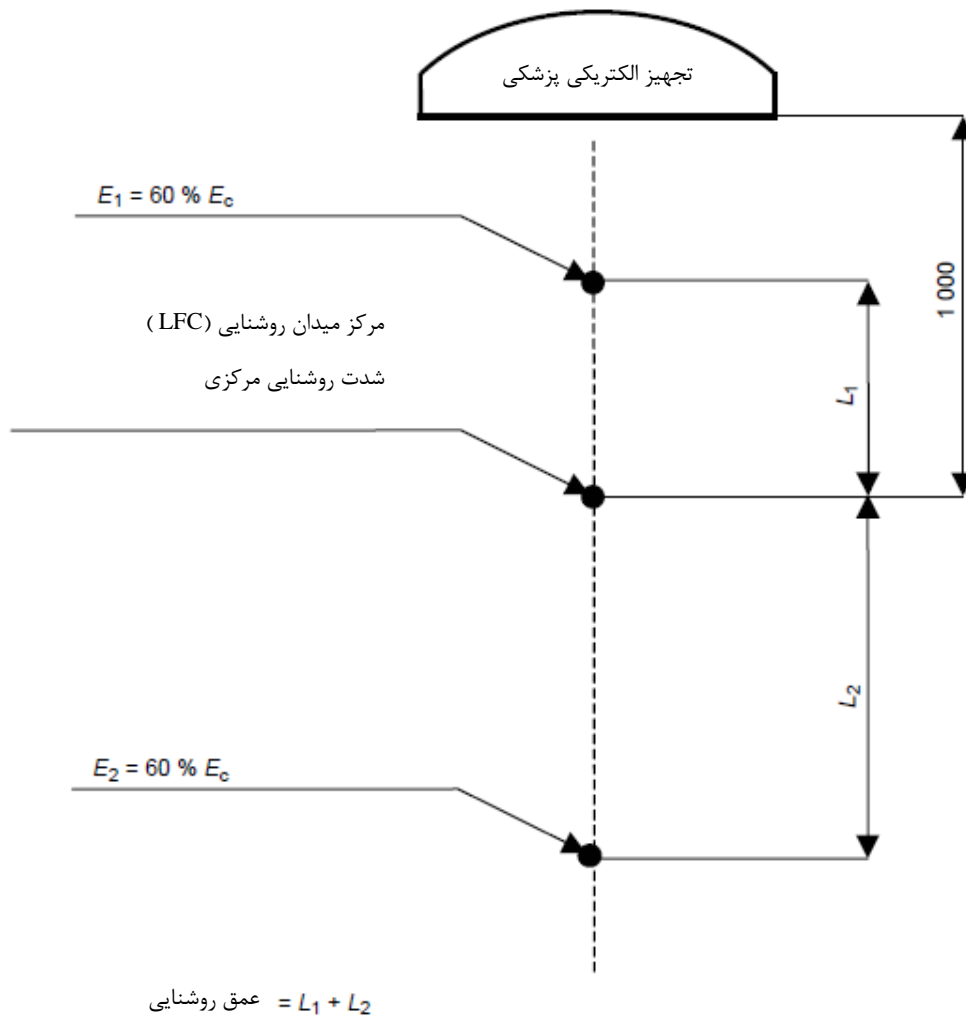 تجهیز الکتریکی پزشکی
E1 = 60 % Ec
مرکز میدان روشنایی (LFC)
شدت روشنایی مرکزی
1 000
L1
L2
E2 = 60 % Ec
عمق روشنایی = L1 + L2